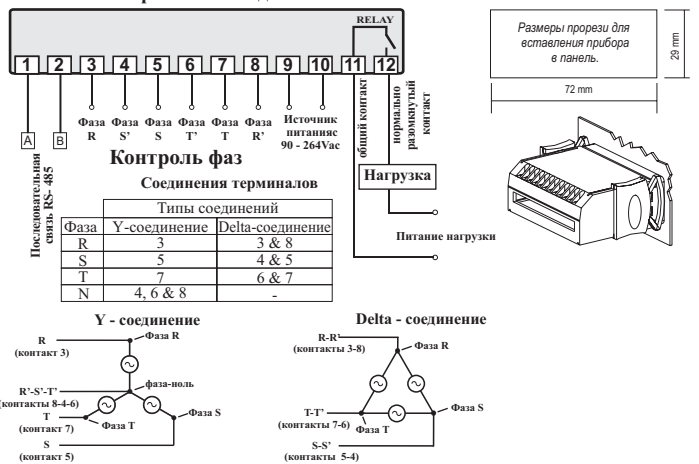 RELAY
1 2 3 4 5 6 7 8 9 10 11 12
A
B
Последовательная
связь RS- 485
Фаза
R
Фаза
S’
Фаза
S
Фаза
T’
Фаза
T
Фаза
R’
Источник
питанияс
90 - 264Vac
общий контакт
нормально
разомкнутый
контакт
Нагрузка
Питание нагрузки
Размеры прорези для
вставления прибора
в панель.
29 mm
72 mm
Контроль фаз
Соединения терминалов
Типы соединений
Фаза Y-соединение Delta-соединение
R 3 3 & 8
S 5 4 & 5
T 7 6 & 7
N 4, 6 & 8 -
Y - соединение
R
(контакт 3)
Фаза R
R’-S’-T’
(контакты 8-4-6)
фаза-ноль
T
(контакт 7)
Фаза T
Фаза S
S
(контакт 5)
Delta - соединение
R-R’
(контакты 3-8)
Фаза R
T-T’
(контакты 7-6)
Фаза T
Фаза S
S-S’
(контакты 5-4)